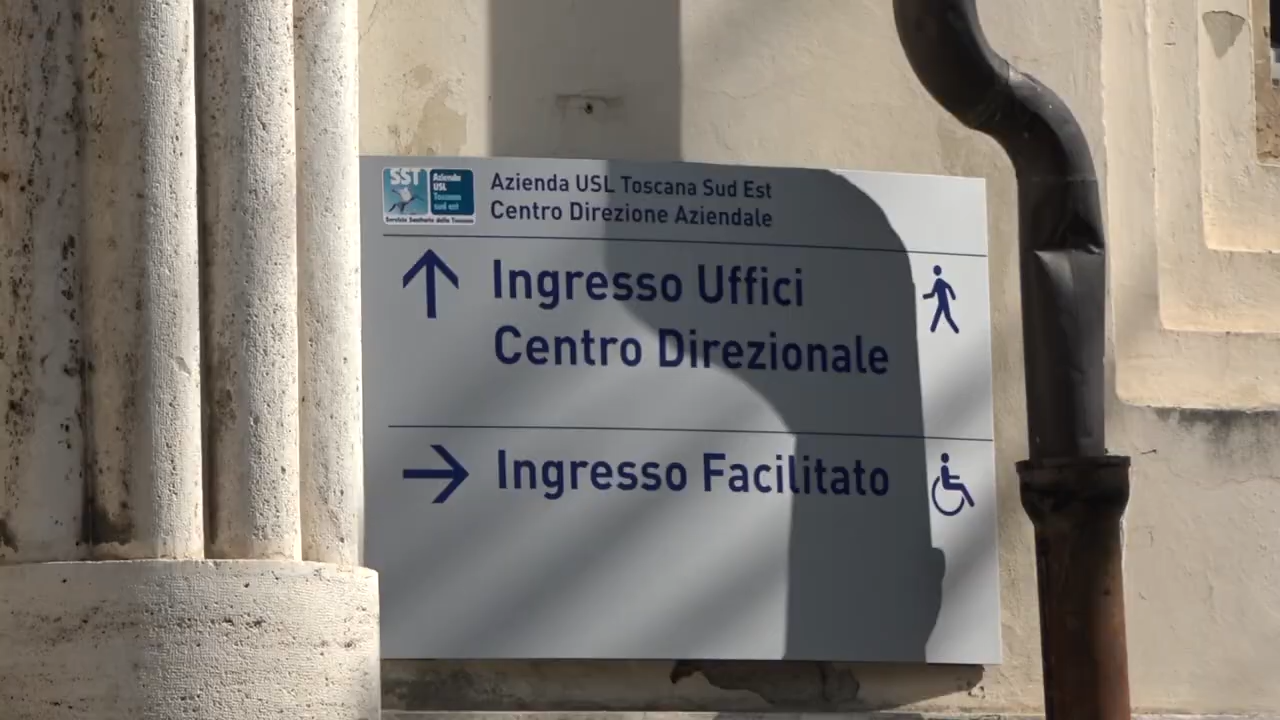 SST
Azienda
USL
Toscana
sud est
Servizio Sanitario della Toscana
Azienda USL Toscana Sud Est
Centro Direzione Aziendale
Ingresso Uffici
Centro Direzionale
Ingresso Facilitato